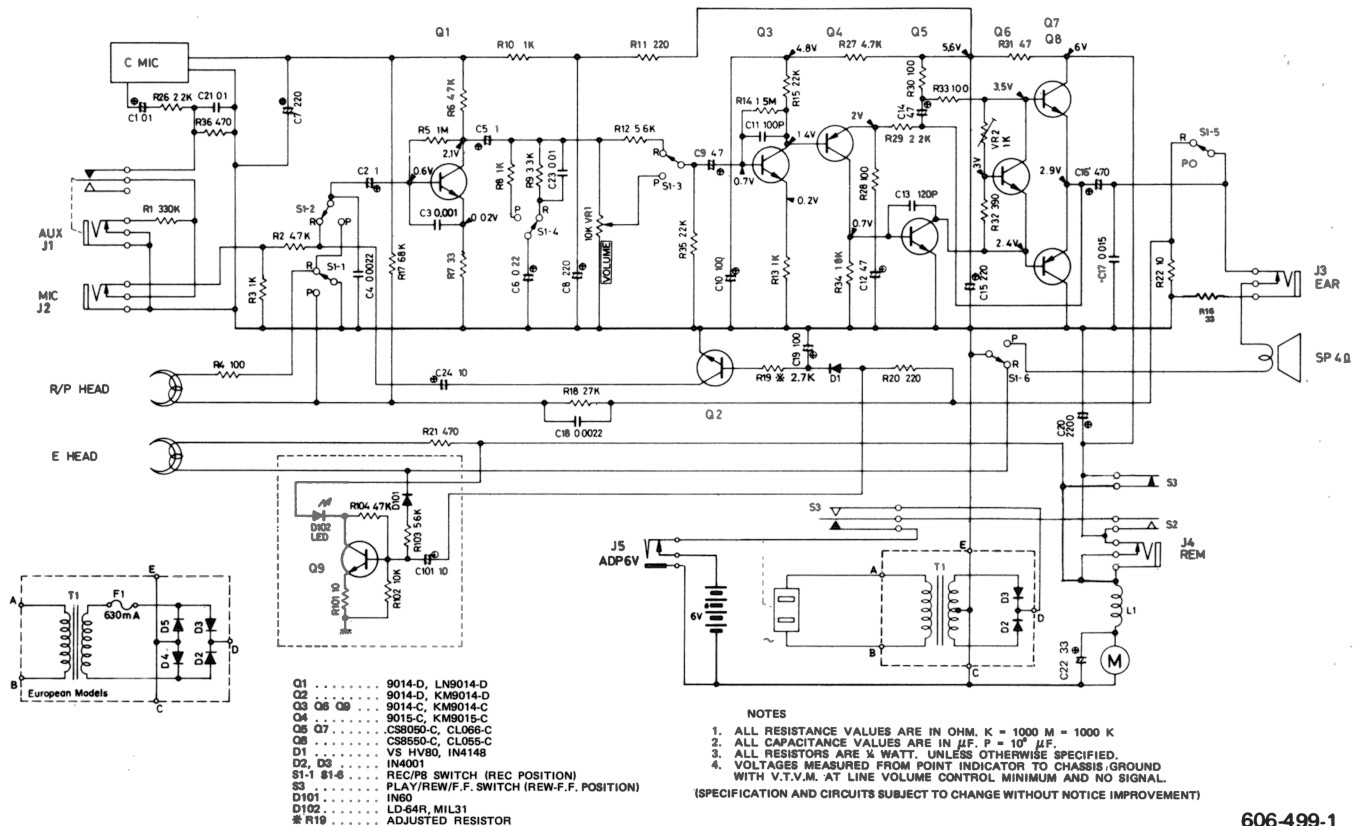 Q1
Q3
Q4
Q5
Q6
Q7
Q8
C MIC
R10 1K
R11 220
R27 4.7K
R31 47
4.8V
5.6V
6V
R26 2 2K
C21 01
C1 01
R36 470
C7 220
R6 4 7K
R5 1M
C5 1
2.1V
0.6V
C2 1
C3 0,001
0 02V
R7 33
R17 68K
R8 1K
R9 3 3K
C23 0 01
R12 5 6K
R
P
S1-3
10K VR1
VOLUME
C6 0 22
C8 220
P
R
S1-4
C9 47
R14 1 5M
C11 100P
R15 22K
1 4V
0.7V
0.2V
R35 22K
C10 100
R13 1K
2V
R28 100
R29 2 2K
C14 47
R30 100
R33 100
C13 120P
0.7V
R34 1 8K
C12 47
C15 220
3.5V
VR2 1K
3V
R32 390
2.4V
2.9V
C16 470
C17 0 015
R
S1-5
PO
R22 10
R16 33
J3
EAR
SP 4Ω
AUX
J1
R1 330K
R2 4.7K
MIC
J2
R3 1K
S1-2
R
P
R
S1-1
P
C4 0.0022
R4 100
R/P HEAD
C24 10
R18 27K
C18 0 0022
Q2
C19 100
R19 ※ 2.7K
D1
R20 220
P
R
S1-6
E HEAD
R21 470
D102
LED
R104 47K
D101
R103 5 6K
Q9
R101 10
R102 10K
C101 10
C20 2200
S3
S3
S2
J4
REM
J5
ADP6V
6V
A
B
T1
E
D3
D2
D
C
L1
C22 33
M
A
B
T1
F1
630mA
E
D5
D4
D3
D2
D
C
European Models
Q1 . . . . . . . . 9014-D, LN9014-D
Q2 . . . . . . . . 9014-D, KM9014-D
Q3 Q6 Q9 . . . . 9014-C, KM9014-C
Q4 . . . . . . . . 9015-C, KM9015-C
Q5 Q7 . . . . . . CS8050-C, CL066-C
Q8 . . . . . . . . CS8550-C, CL055-C
D1 . . . . . . . . VS HV80, IN4148
D2, D3 . . . . . . IN4001
S1-1 S1-6 . . . . REC/PB SWITCH (REC POSITION)
S3 . . . . . . . . PLAY/REW/F.F. SWITCH (REW-F.F. POSITION)
D101 . . . . . . . IN60
D102 . . . . . . . LD-64R, MIL31
※ R19 . . . . . . ADJUSTED RESISTOR
NOTES
1. ALL RESISTANCE VALUES ARE IN OHM. K = 1000 M = 1000 K
2. ALL CAPACITANCE VALUES ARE IN μF. P = 10⁶ μF.
3. ALL RESISTORS ARE ¼ WATT. UNLESS OTHERWISE SPECIFIED.
4. VOLTAGES MEASURED FROM POINT INDICATOR TO CHASSIS GROUND
WITH V.T.V.M. AT LINE VOLUME CONTROL MINIMUM AND NO SIGNAL.
(SPECIFICATION AND CIRCUITS SUBJECT TO CHANGE WITHOUT NOTICE IMPROVEMENT)
606-499-1